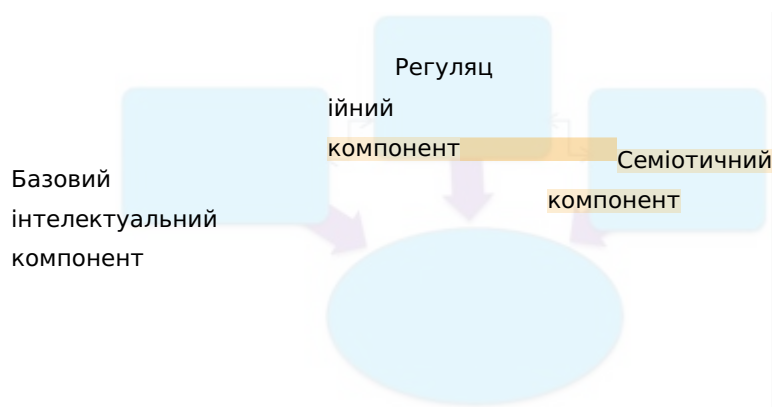 Регуляц
ійний
компонент
Семіотичний
компонент
Базовий
інтелектуальний
компонент